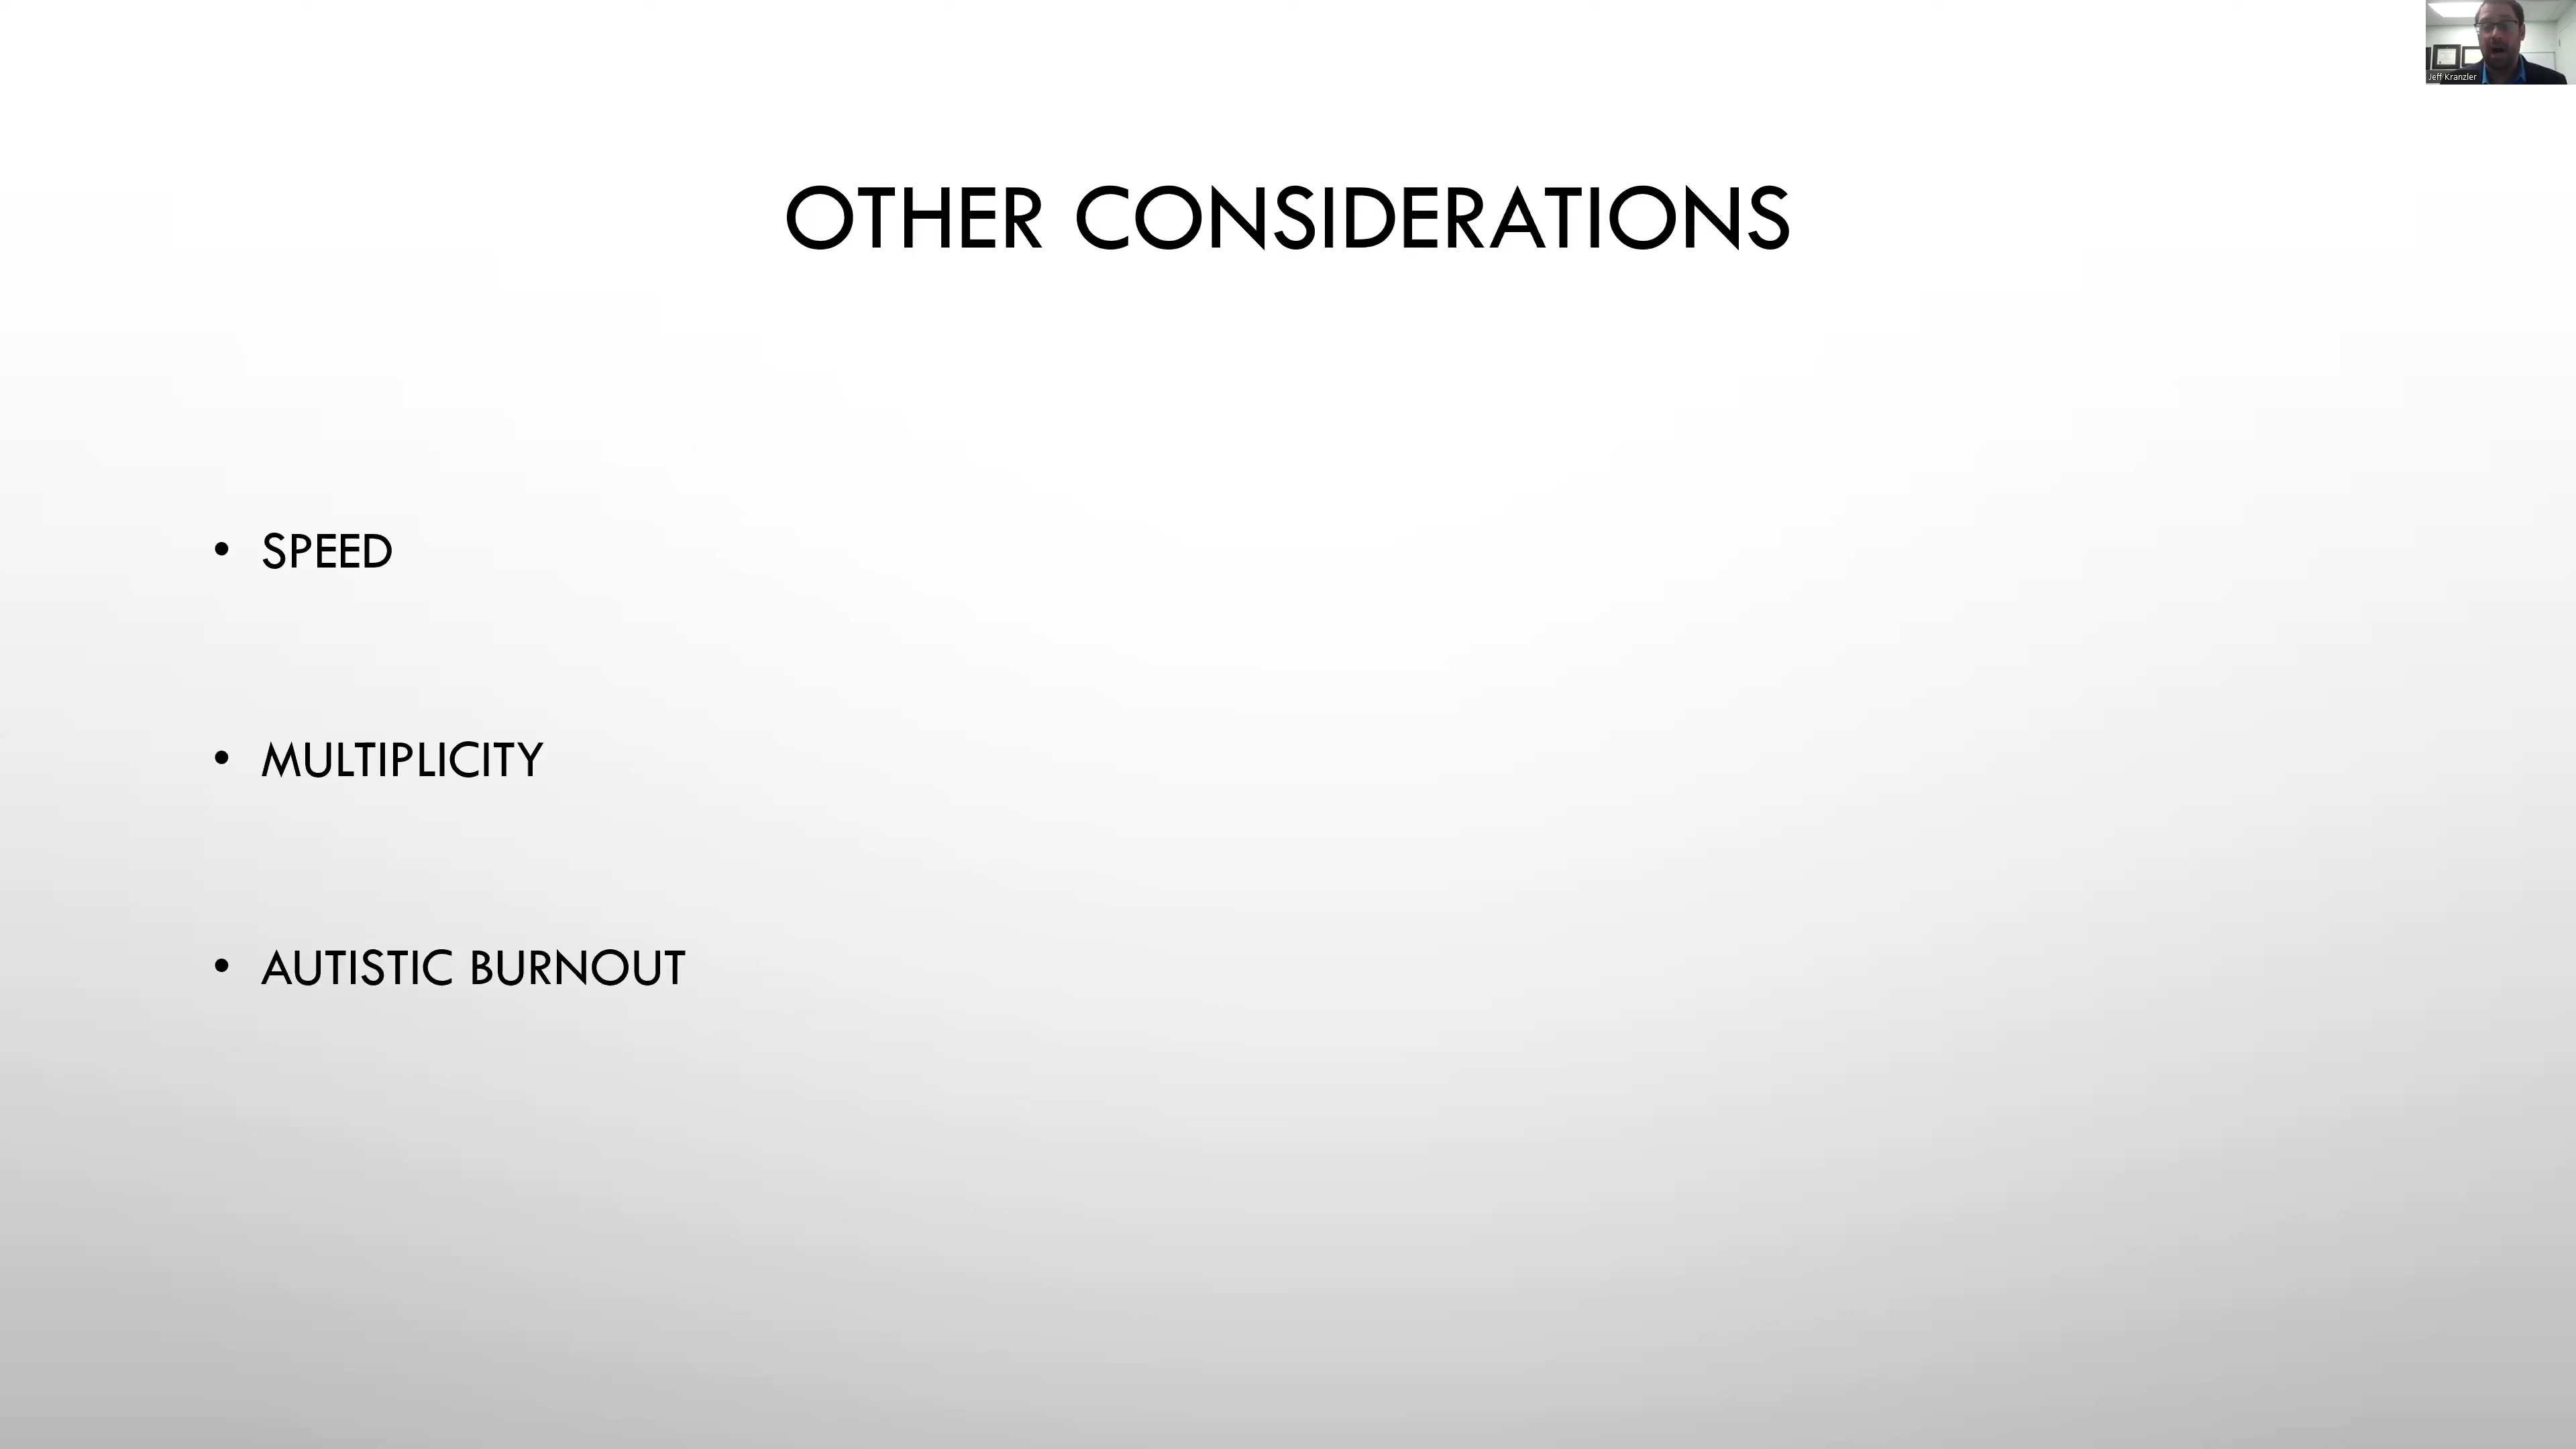 Jeff Kranzler
OTHER CONSIDERATIONS
• SPEED
• MULTIPLICITY
• AUTISTIC BURNOUT